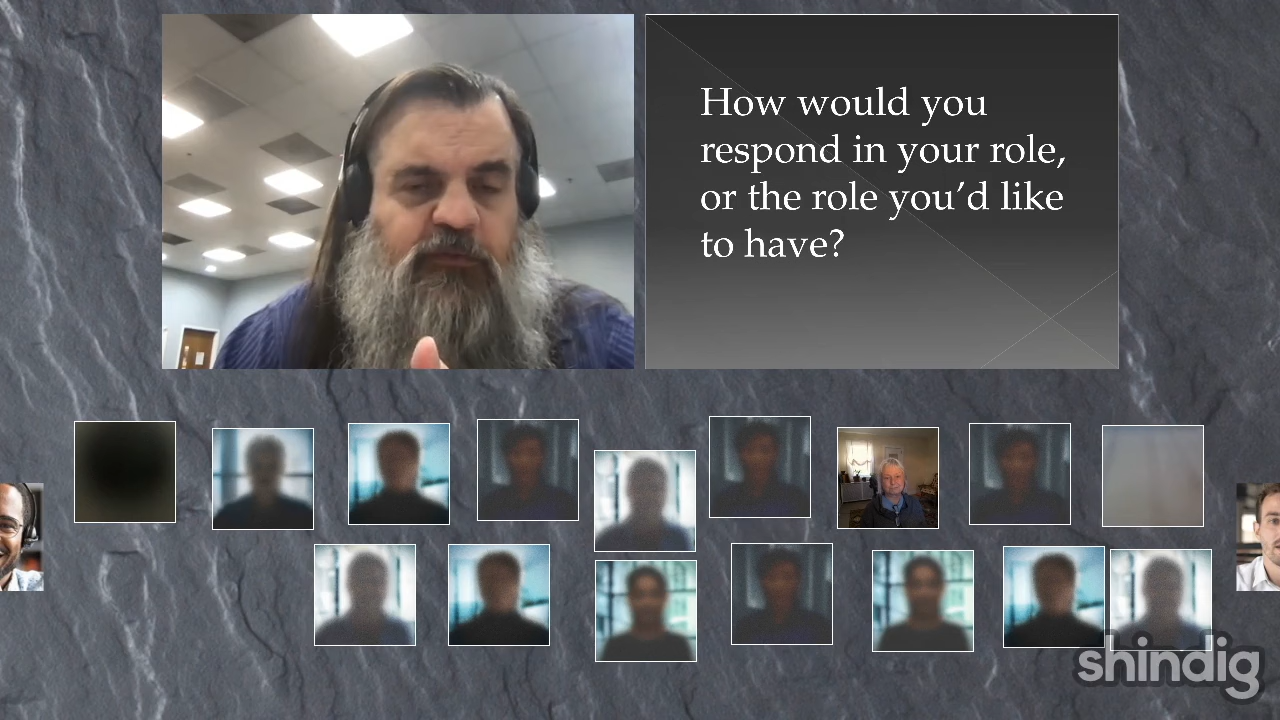 How would you
respond in your role,
or the role you’d like
to have?
shindig